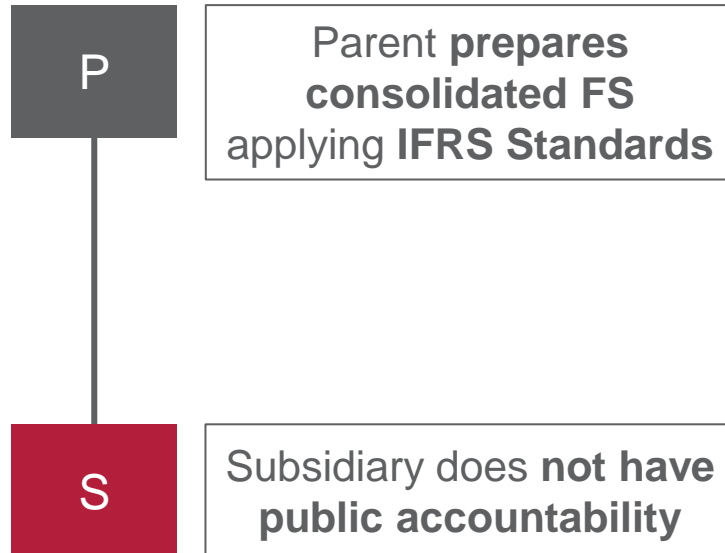 P
Parent prepares
consolidated FS
applying IFRS Standards
S
Subsidiary does not have
public accountability